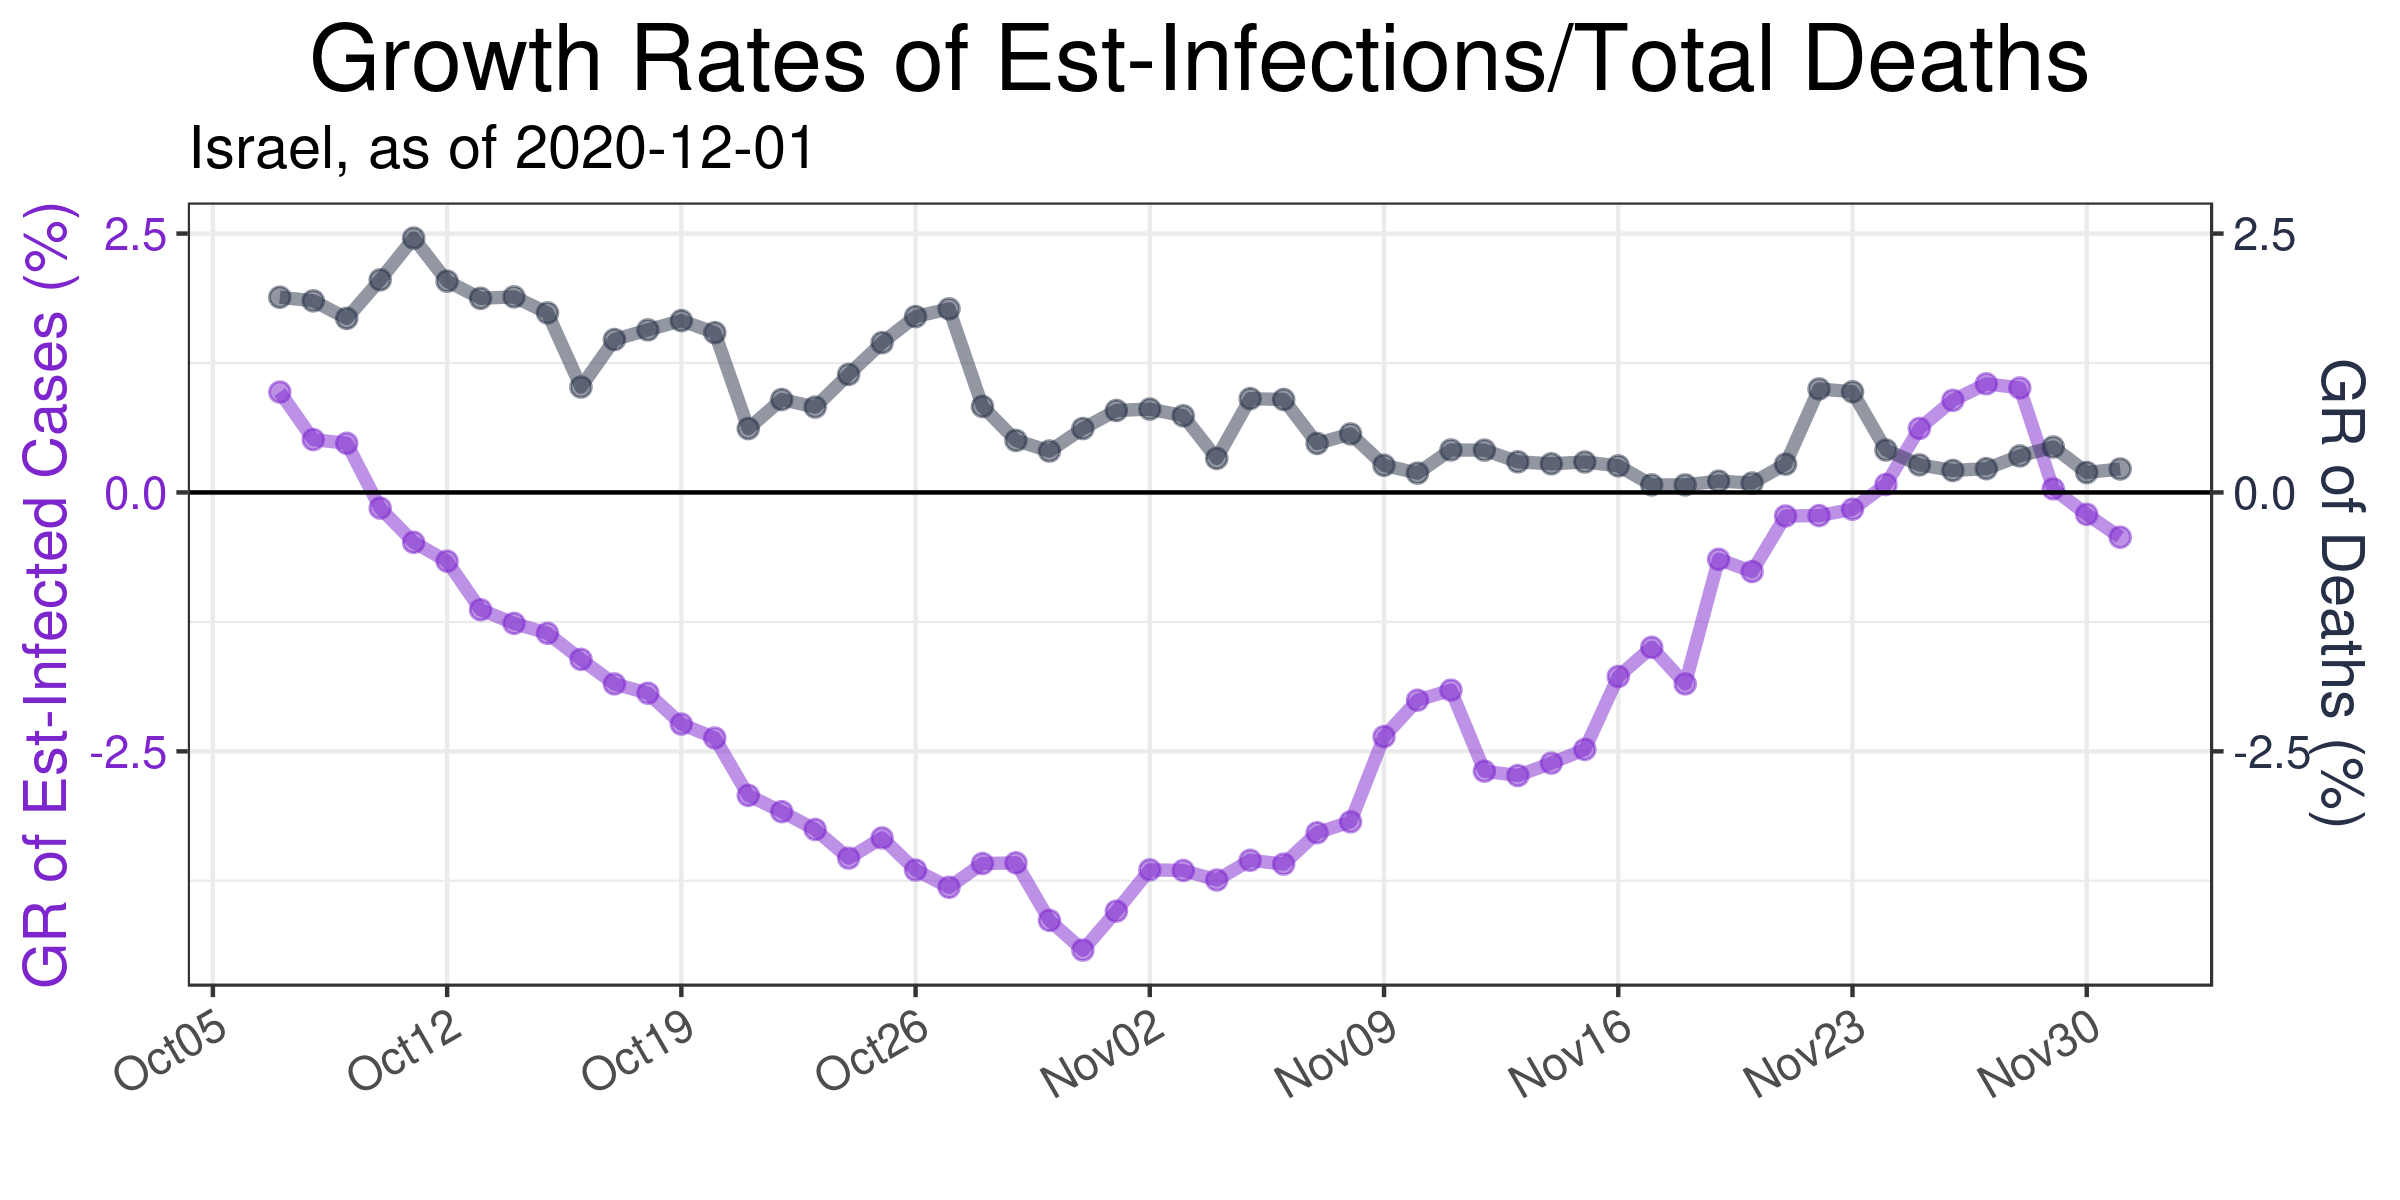 Growth Rates of Est-Infections/Total Deaths
Israel, as of 2020-12-01
GR of Est-Infected Cases (%)
2.5
0.0
-2.5
2.5
0.0
-2.5
GR of Deaths (%)
Oct05
Oct12
Oct19
Oct26
Nov02
Nov09
Nov16
Nov23
Nov30